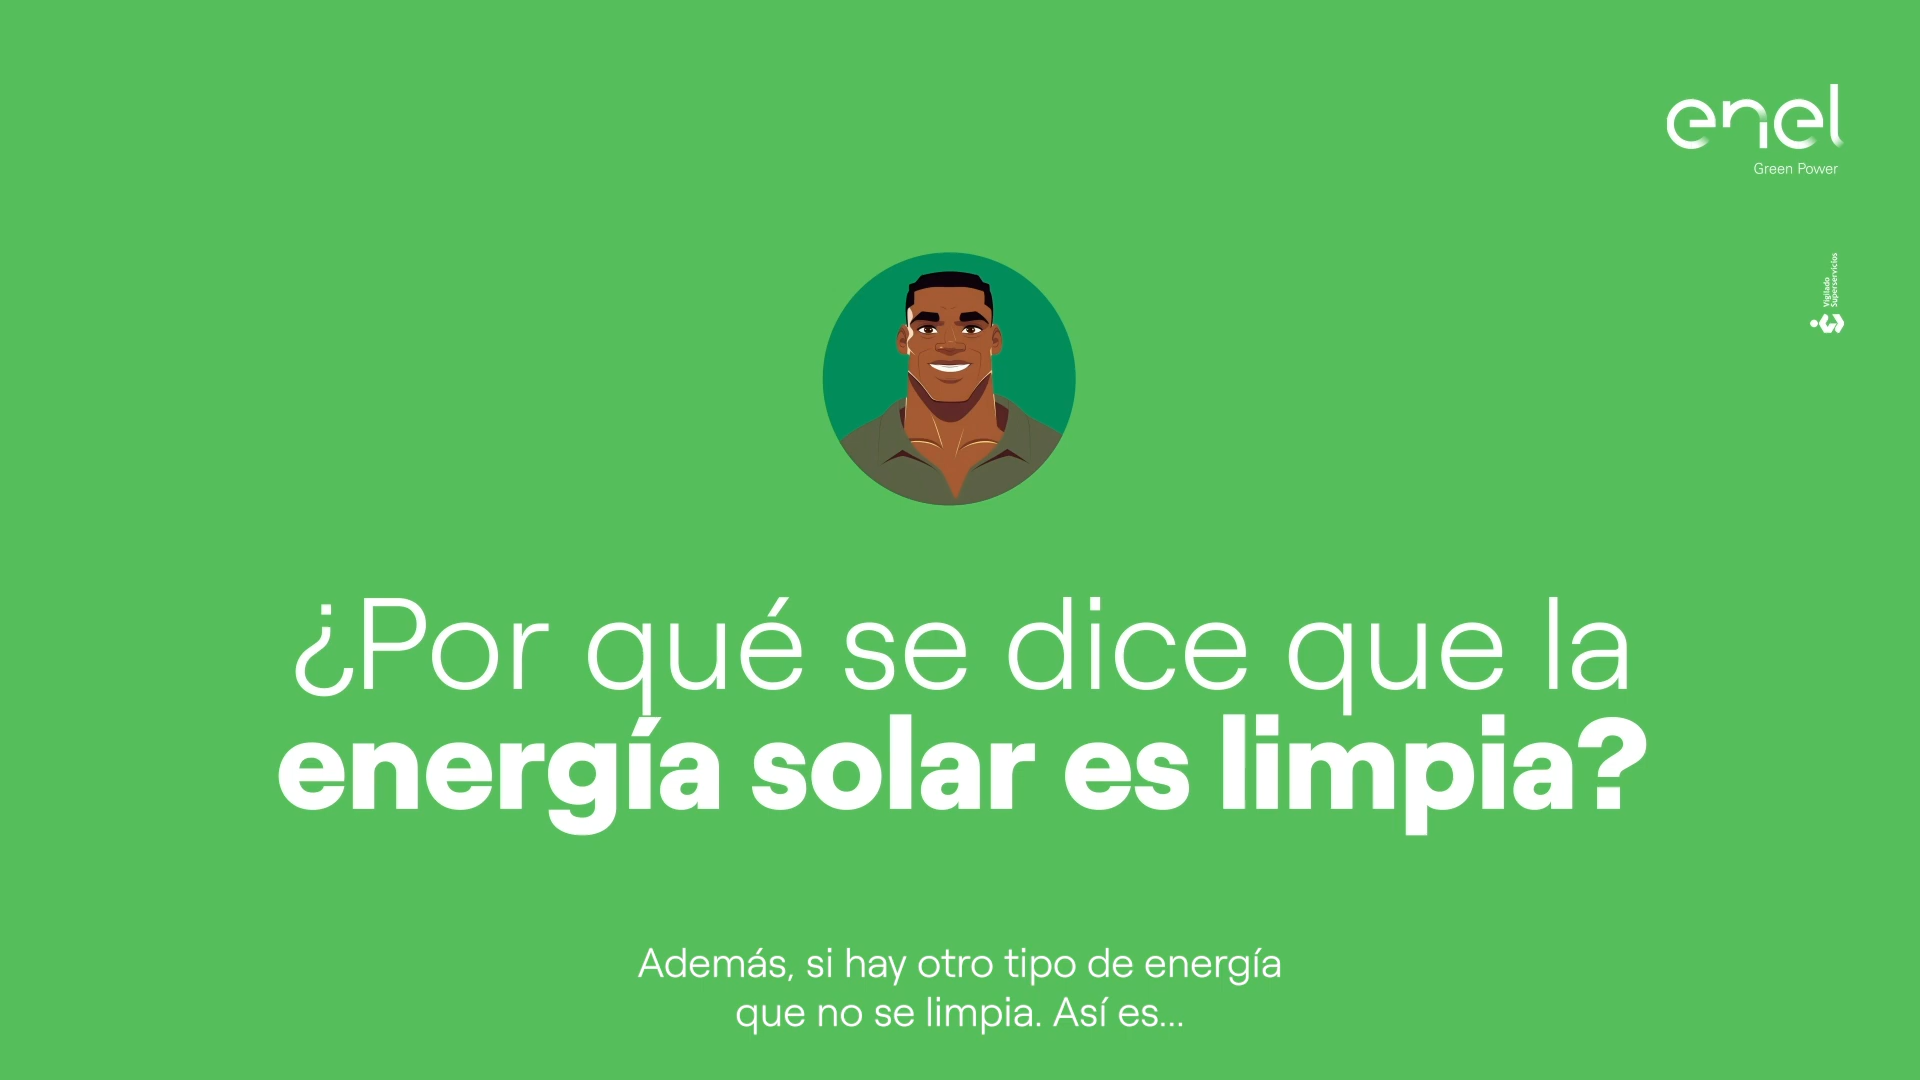 enel
Green Power
Vigilado
Superservicios
¿Por qué se dice que la
energía solar es limpia?
Además, si hay otro tipo de energía
que no se limpia. Así es...